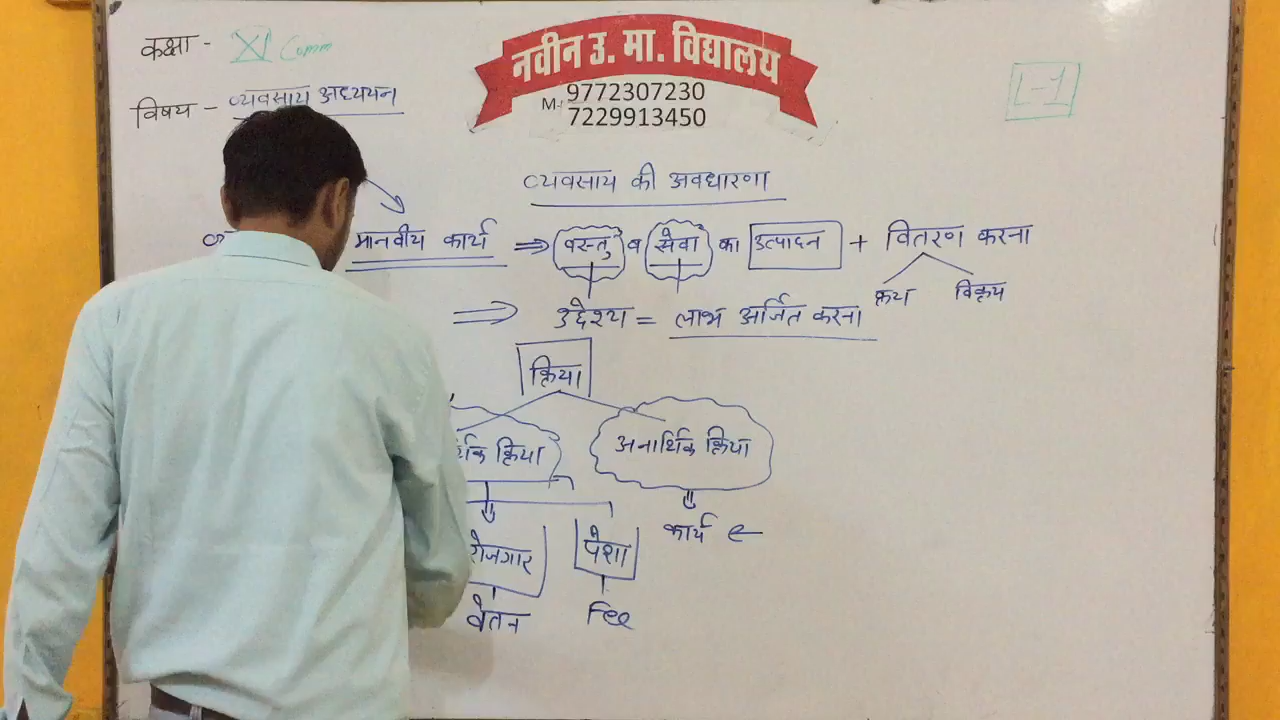 कक्षा - XI Comm
नवीन उ. मा. विद्यालय
M-: 9772307230
7229913450
L-1
विषय - व्यवसाय अध्ययन
व्यवसाय की अवधारणा
मानवीय कार्य ⇒ वस्तु व सेवा का उत्पादन + वितरण करना
क्रय विक्रय
⇒ उद्देश्य = लाभ अर्जित करना
क्रिया
र्थिक क्रिया अनार्थिक क्रिया
रोजगार पेशा कार्य
वेतन Fee